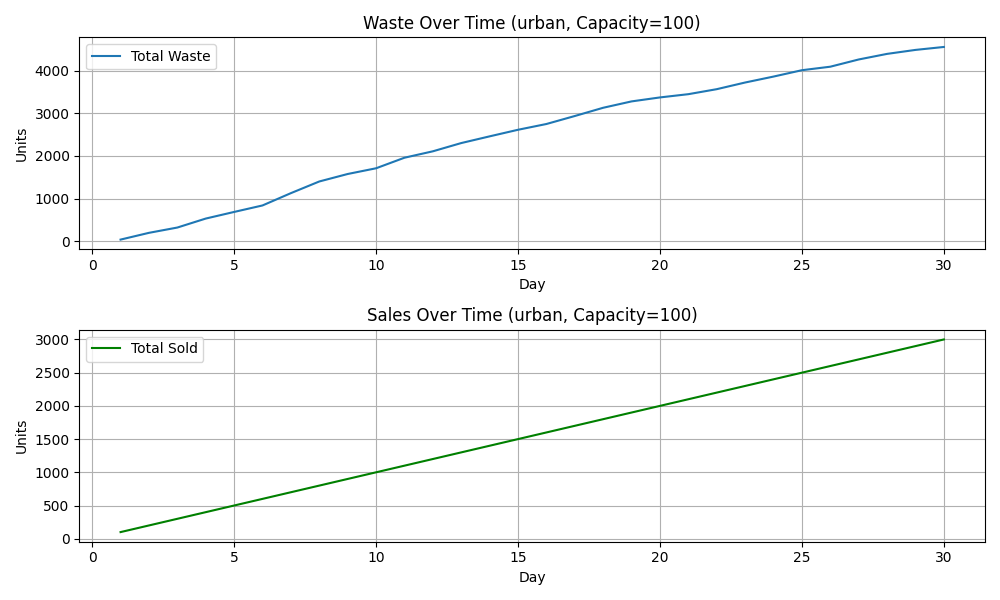 Waste Over Time (urban, Capacity=100)
Total Waste
Units
4000
3000
2000
1000
0
0 5 10 15 20 25 30
Day
Sales Over Time (urban, Capacity=100)
Total Sold
Units
3000
2500
2000
1500
1000
500
0
0 5 10 15 20 25 30
Day